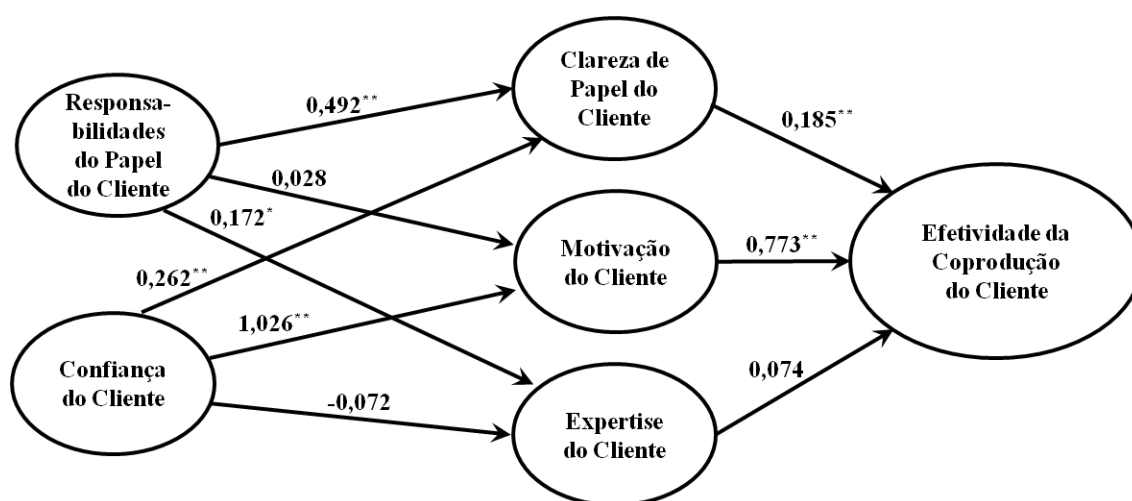 Responsa-
bilidades
do Papel
do Cliente
Confiança
do Cliente
0,492**
0,028
0,172*
0,262**
1,026**
-0,072
Clareza de
Papel do
Cliente
Motivação
do Cliente
Expertise
do Cliente
0,185**
0,773**
0,074
Efetividade da
Coprodução
do Cliente